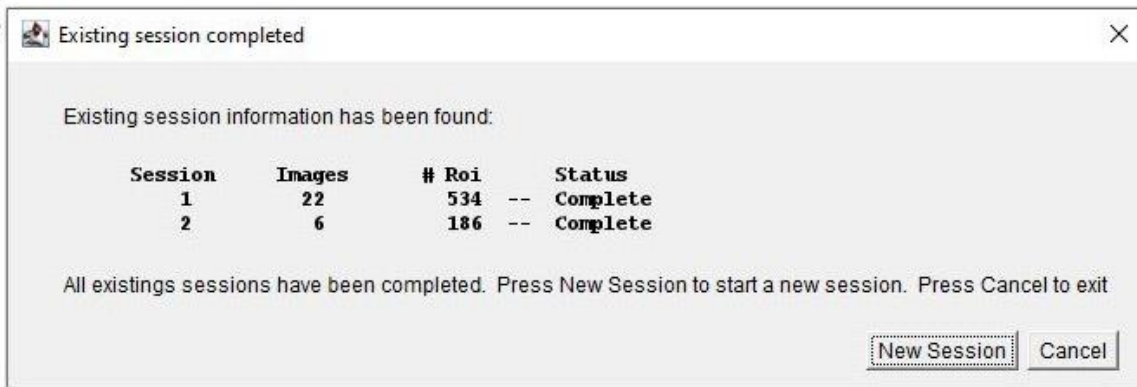 Existing session completed
Existing session information has been found:
Session Images # Roi Status
1 22 534 -- Complete
2 6 186 -- Complete
All existings sessions have been completed. Press New Session to start a new session. Press Cancel to exit
New Session Cancel